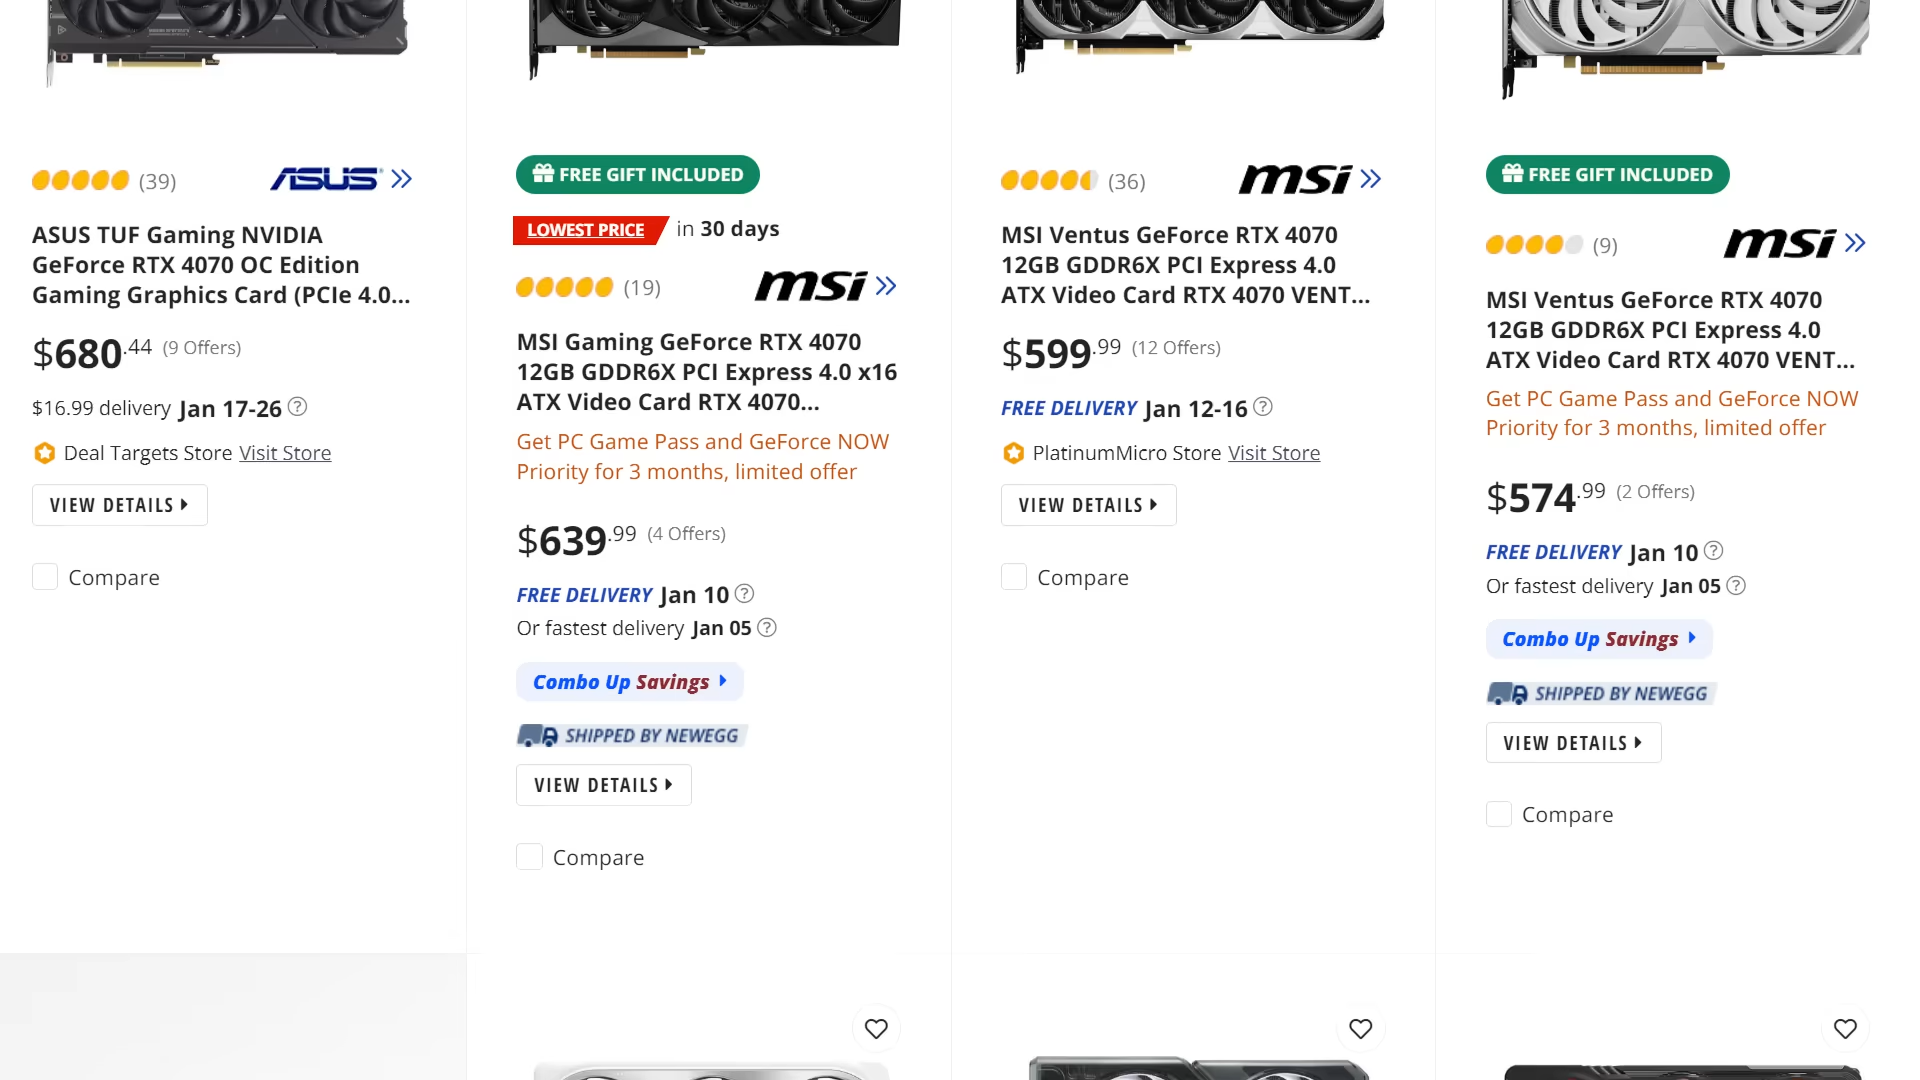 (39)
ASUS
ASUS TUF Gaming NVIDIA
GeForce RTX 4070 OC Edition
Gaming Graphics Card (PCIe 4.0...
$680.44 (9 Offers)
$16.99 delivery Jan 17-26 ?
Deal Targets Store Visit Store
VIEW DETAILS
Compare
FREE GIFT INCLUDED
LOWEST PRICE in 30 days
(19)
msi
MSI Gaming GeForce RTX 4070
12GB GDDR6X PCI Express 4.0 x16
ATX Video Card RTX 4070...
Get PC Game Pass and GeForce NOW
Priority for 3 months, limited offer
$639.99 (4 Offers)
FREE DELIVERY Jan 10 ?
Or fastest delivery Jan 05 ?
Combo Up Savings
SHIPPED BY NEWEGG
VIEW DETAILS
Compare
(36)
msi
MSI Ventus GeForce RTX 4070
12GB GDDR6X PCI Express 4.0
ATX Video Card RTX 4070 VENT...
$599.99 (12 Offers)
FREE DELIVERY Jan 12-16 ?
PlatinumMicro Store Visit Store
VIEW DETAILS
Compare
FREE GIFT INCLUDED
(9)
msi
MSI Ventus GeForce RTX 4070
12GB GDDR6X PCI Express 4.0
ATX Video Card RTX 4070 VENT...
Get PC Game Pass and GeForce NOW
Priority for 3 months, limited offer
$574.99 (2 Offers)
FREE DELIVERY Jan 10 ?
Or fastest delivery Jan 05 ?
Combo Up Savings
SHIPPED BY NEWEGG
VIEW DETAILS
Compare